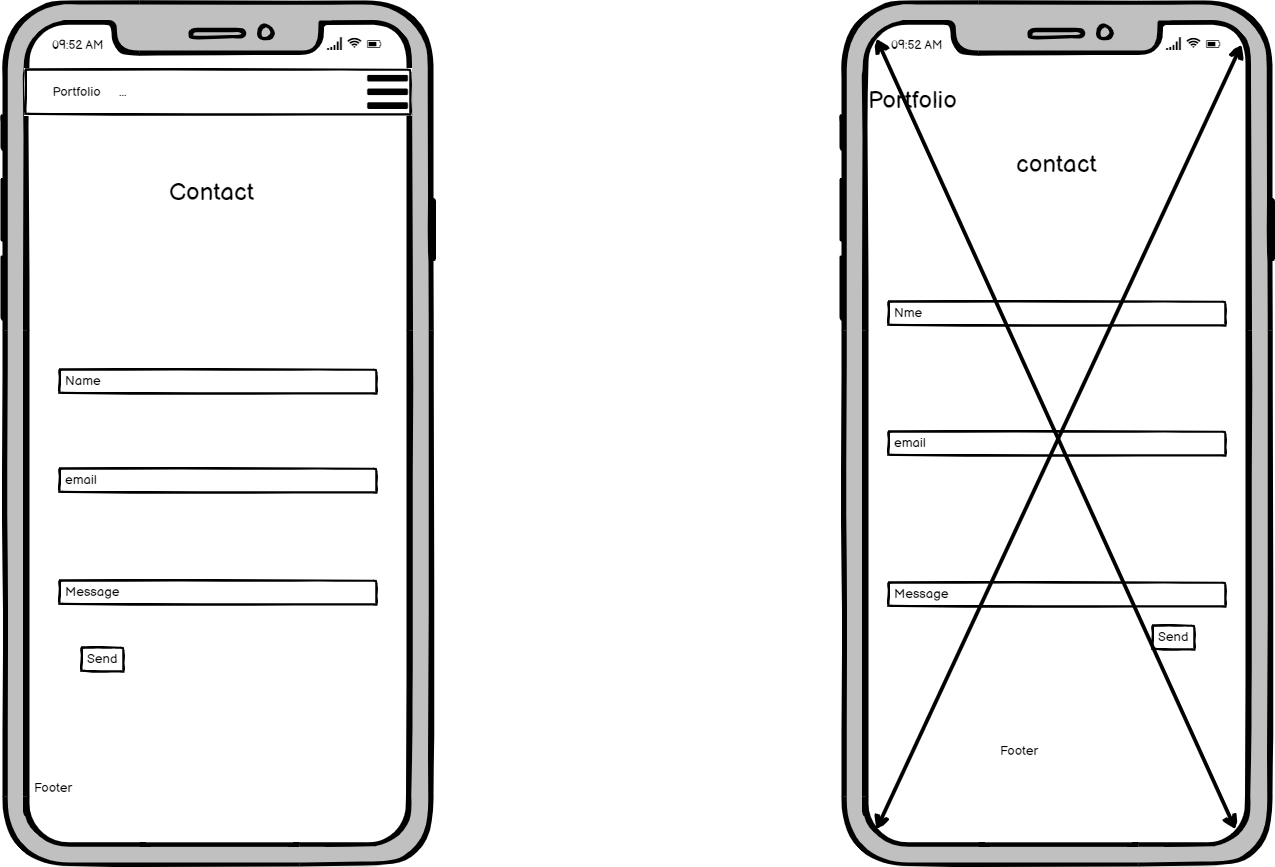 09:52 AM
Portfolio ...
Contact
Name
email
Message
Send
Footer
09:52 AM
Portfolio
contact
Nme
email
Message
Send
Footer